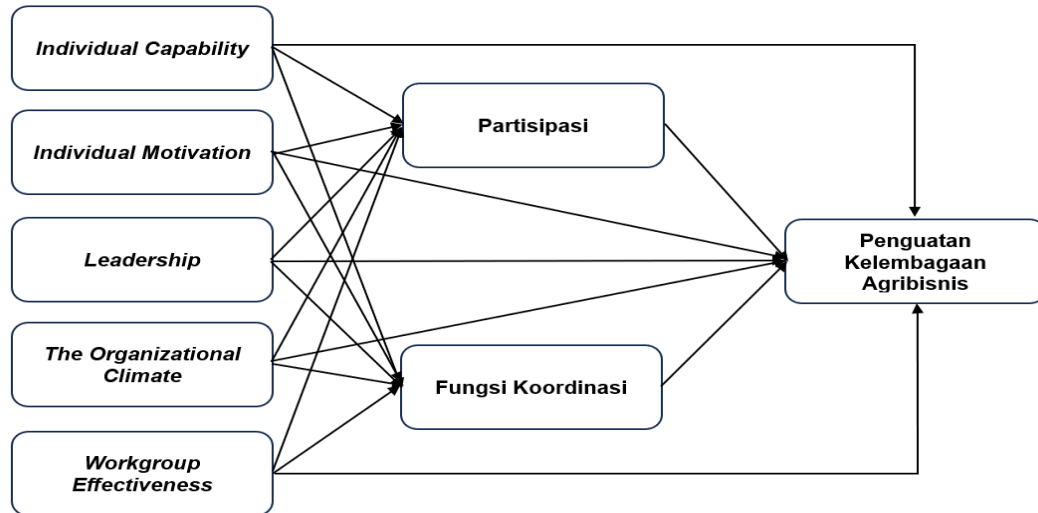 Individual Capability
Partisipasi
Individual Motivation
Leadership
Penguatan
Kelembagaan
Agribisnis
The Organizational
Climate
Fungsi Koordinasi
Workgroup
Effectiveness